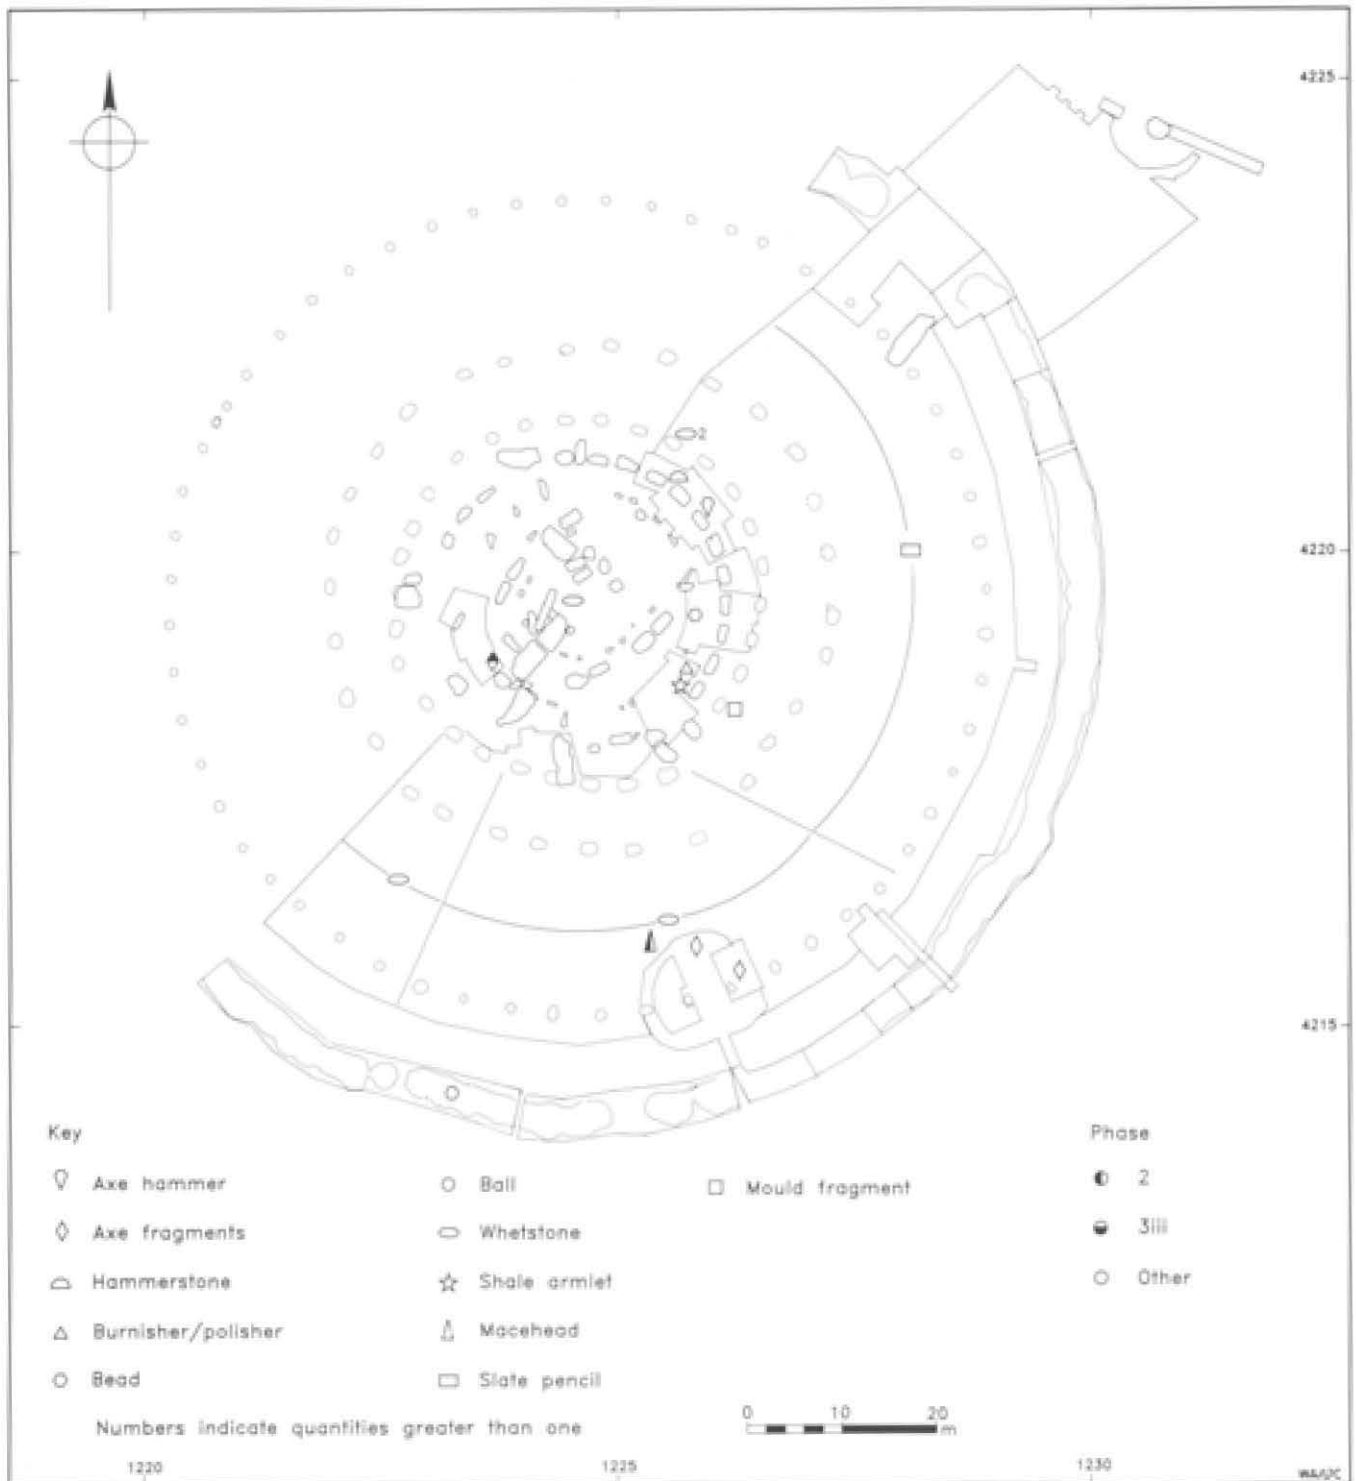 4225
2
4220
4215
Key
Phase
Axe hammer
Ball
Mould fragment
2
Axe fragments
Whetstone
3iii
Hammerstone
Shale armlet
Other
Burnisher/polisher
Macehead
Bead
Slate pencil
Numbers indicate quantities greater than one
0 10 20
m
1220 1225 1230